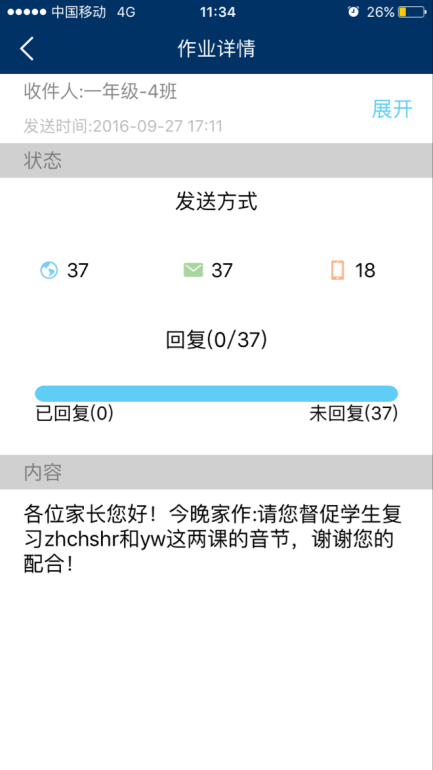 中国移动 4G 11:34 26%
作业详情
收件人:一年级-4班
展开
发送时间:2016-09-27 17:11
状态
发送方式
37 37 18
回复(0/37)
已回复(0) 未回复(37)
内容
各位家长您好！今晚家作:请您督促学生复
习zhchshr和yw这两课的音节，谢谢您的
配合！